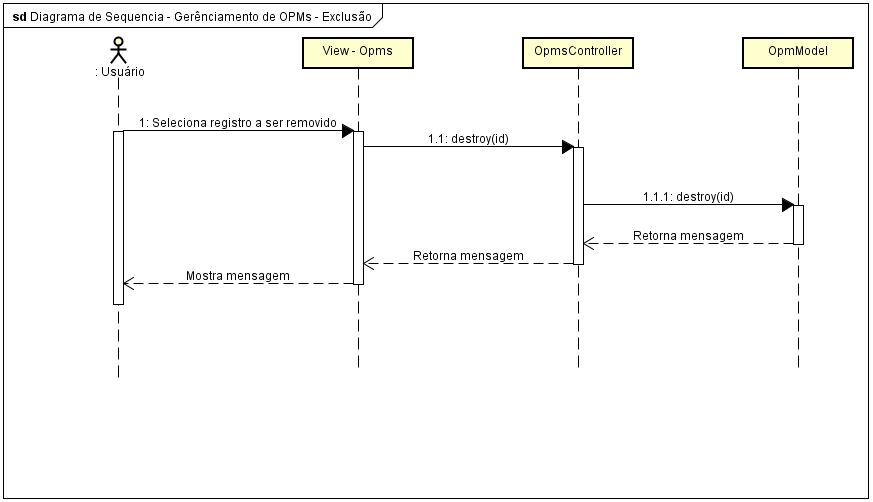 sd Diagrama de Sequencia - Gerênciamento de OPMs - Exclusão
: Usuário
View - Opms
OpmsController
OpmModel
1: Seleciona registro a ser removido
1.1: destroy(id)
1.1.1: destroy(id)
Retorna mensagem
Retorna mensagem
Mostra mensagem